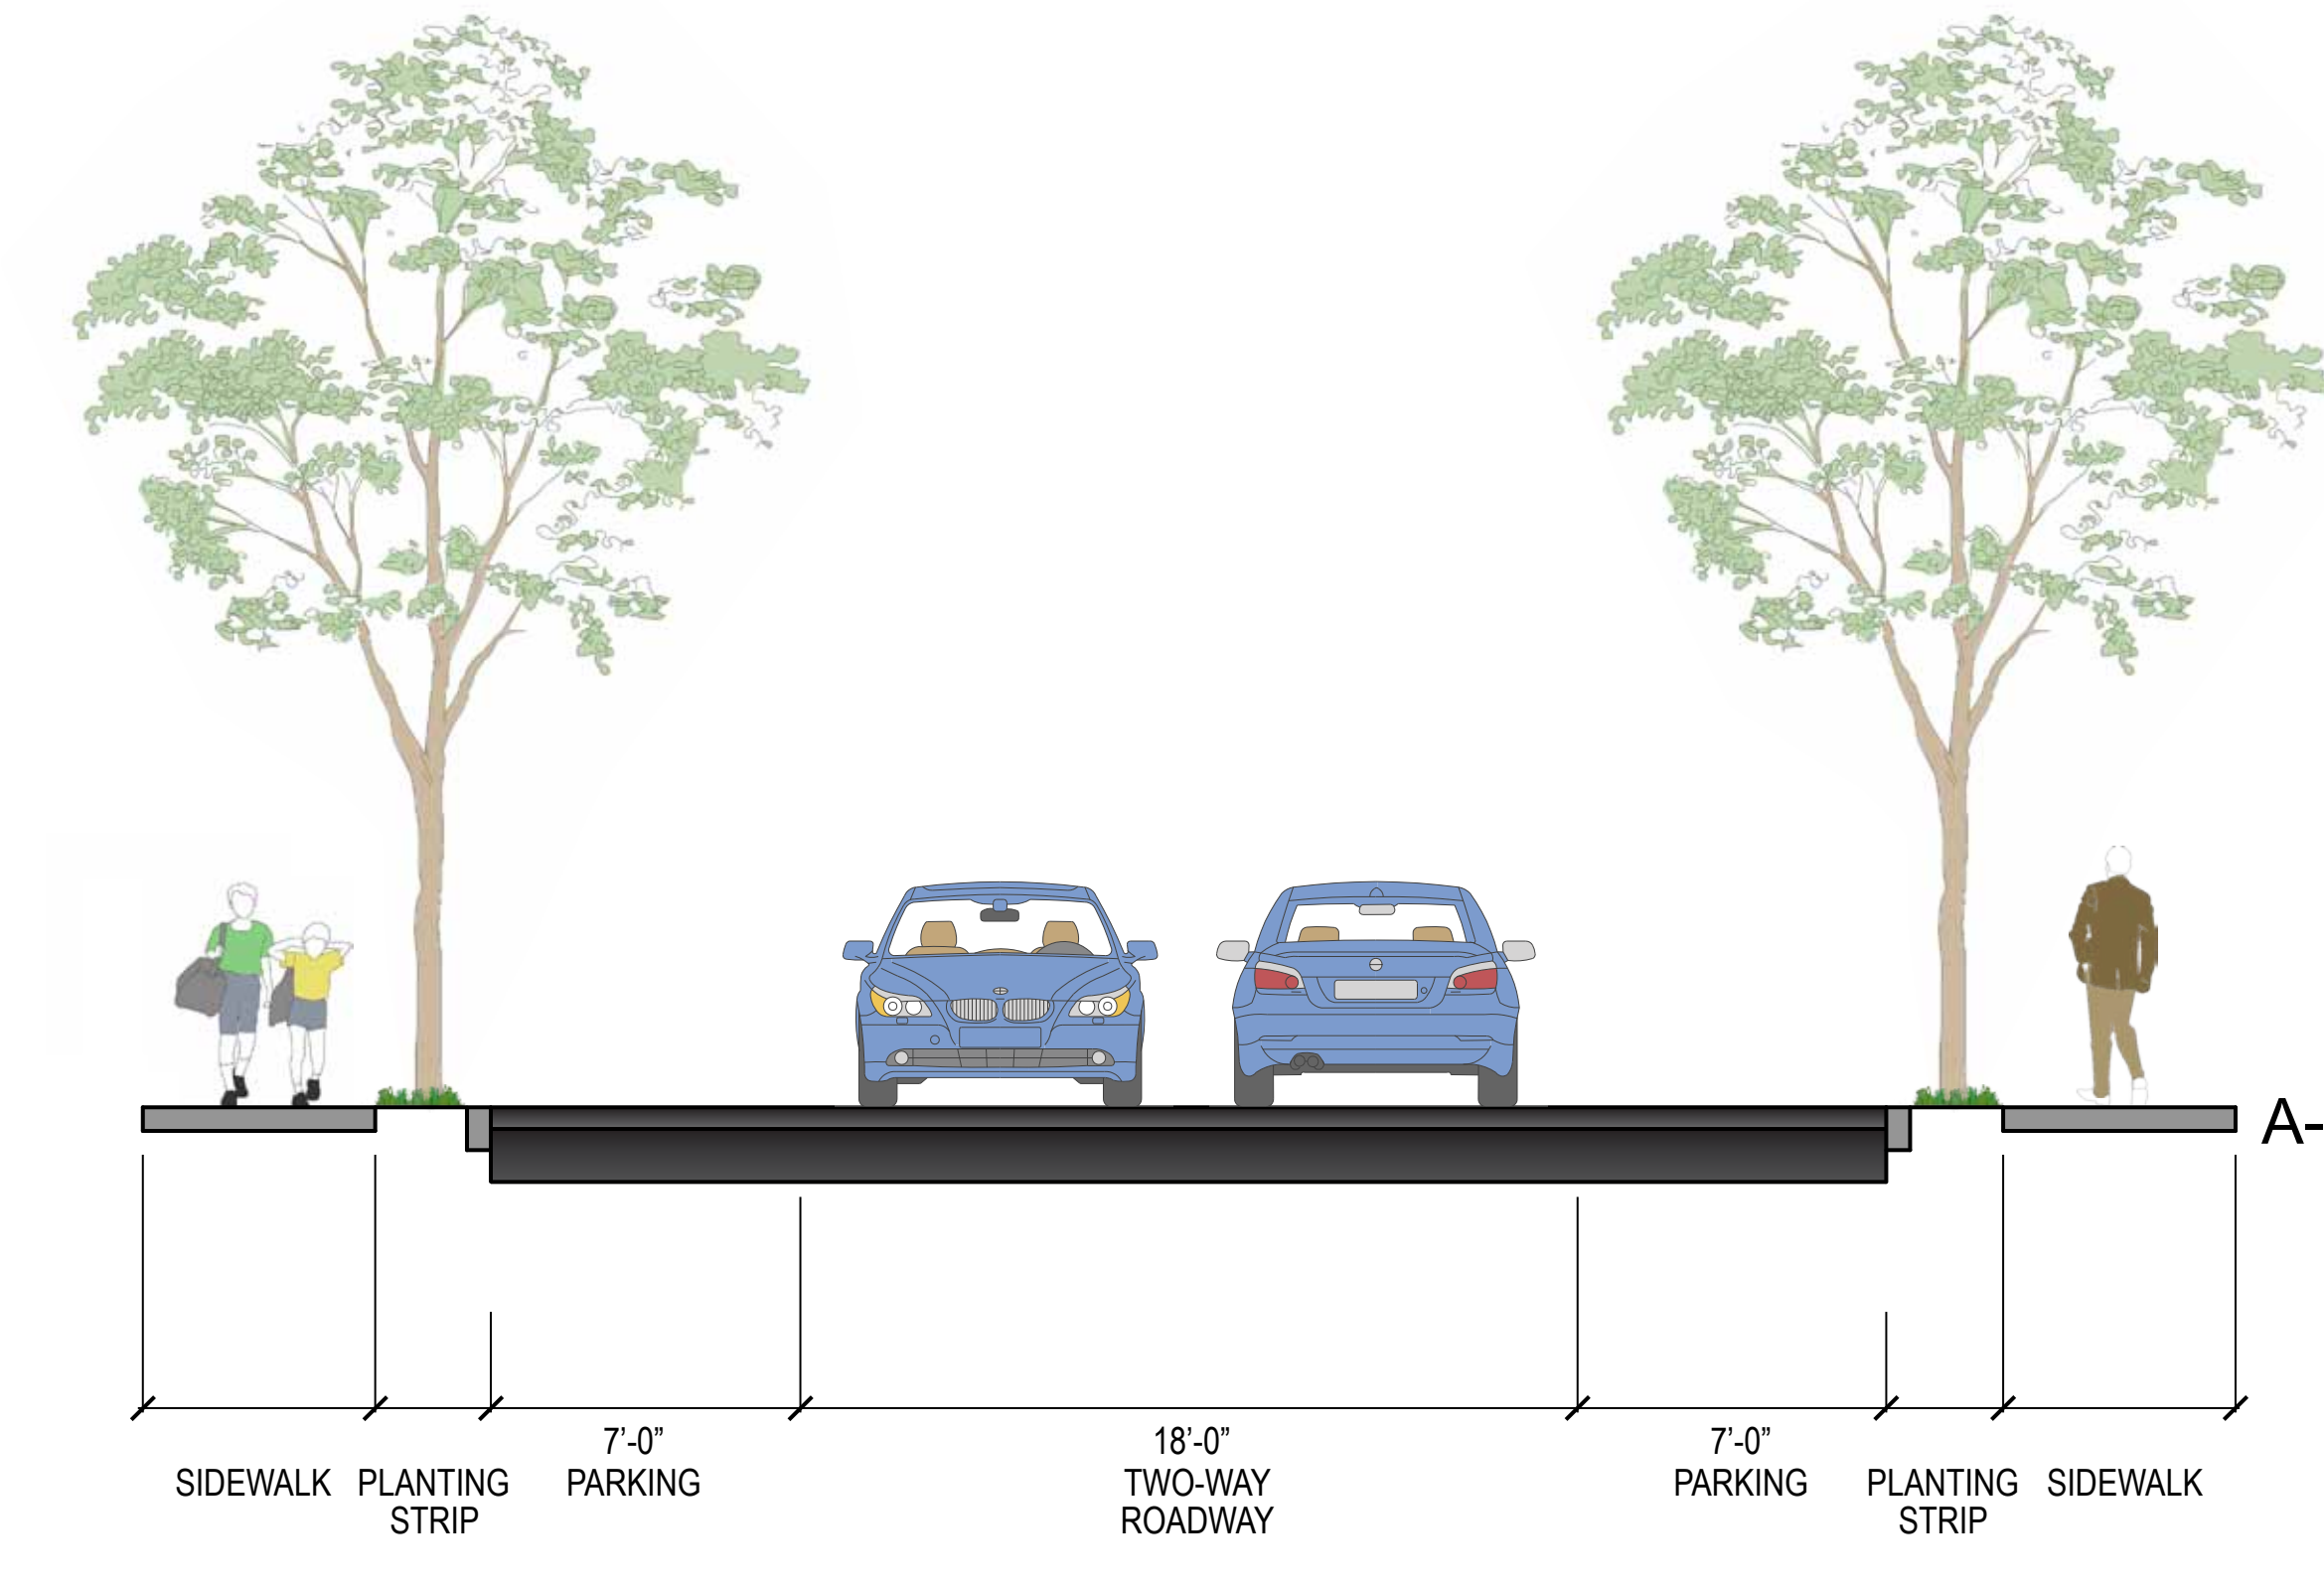 A-
7’-0” 18’-0” 7’-0”
SIDEWALK PLANTING PARKING TWO-WAY PARKING PLANTING SIDEWALK
STRIP ROADWAY STRIP